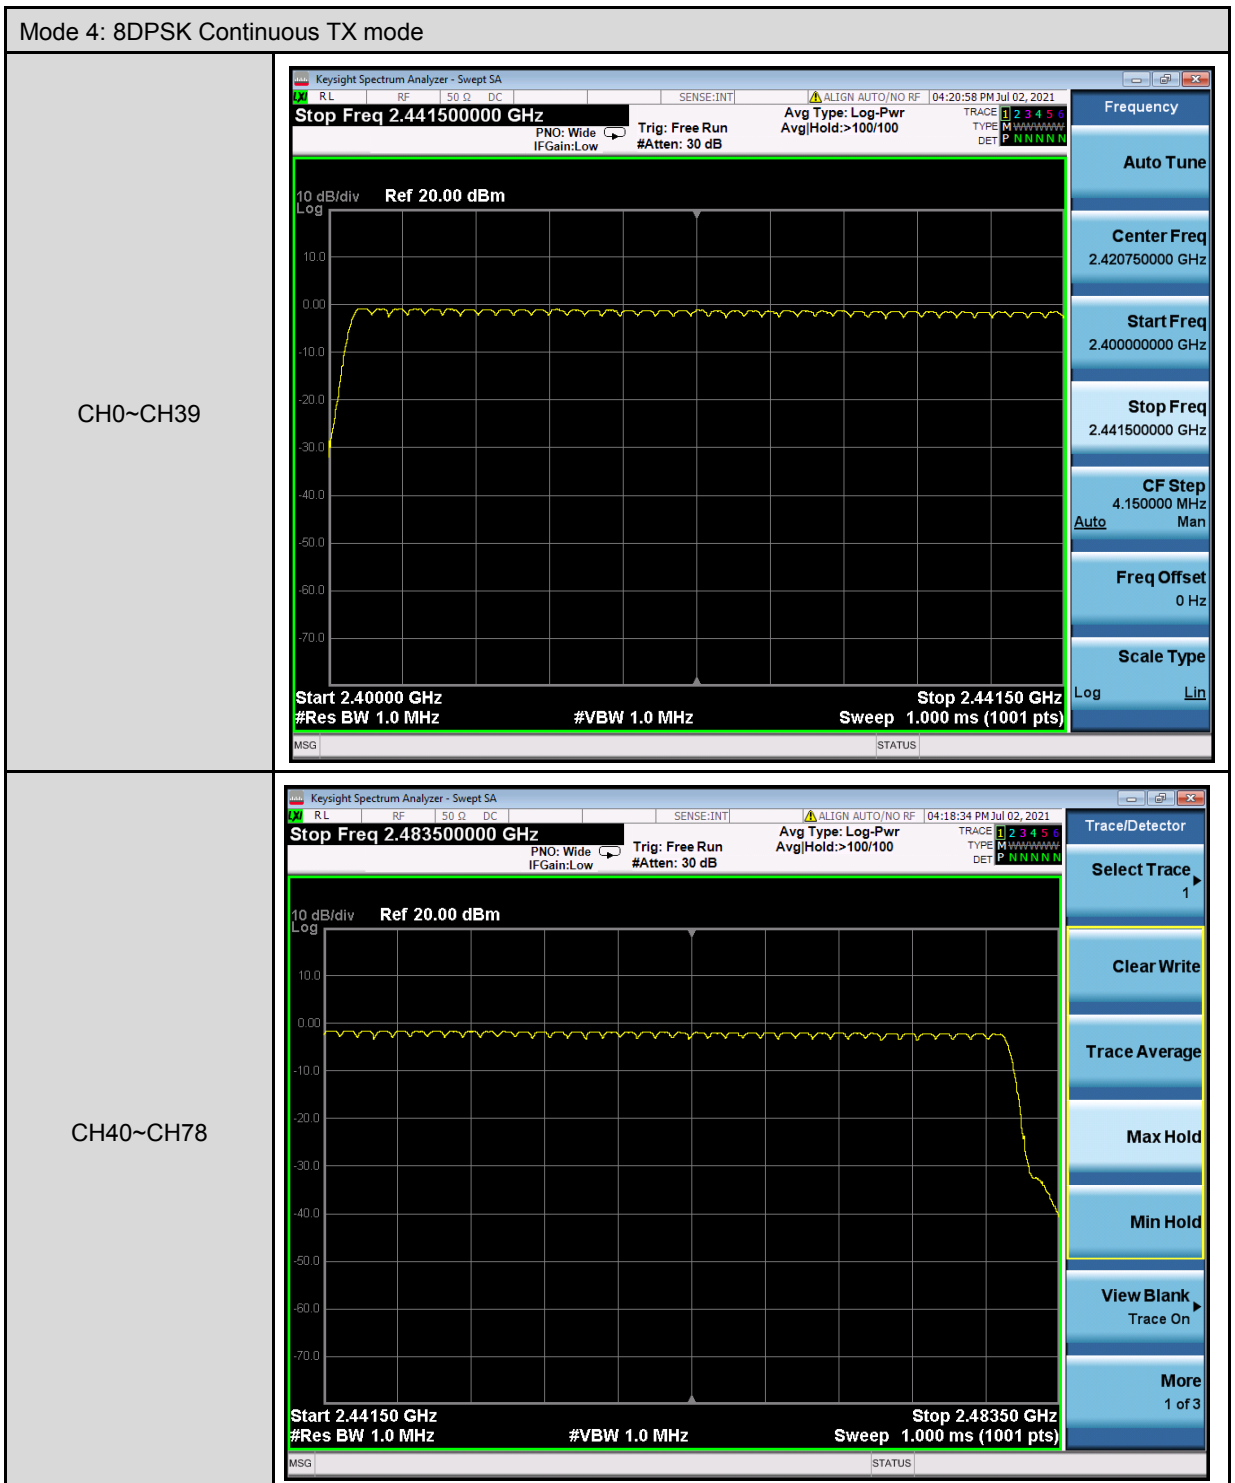 Mode 4: 8DPSK Continuous TX mode
CH0~CH39
Keysight Spectrum Analyzer - Swept SA
LXI RL RF 50 Ω DC SENSE:INT ALIGN AUTO/NO RF 04:20:58 PM Jul 02, 2021
Stop Freq 2.441500000 GHz
PNO: Wide
IFGain:Low
Trig: Free Run
#Atten: 30 dB
Avg Type: Log-Pwr
Avg|Hold:>100/100
TRACE 1 2 3 4 5 6
TYPE M WWWWW
DET P N N N N N
10 dB/div Ref 20.00 dBm
Log
10.0
0.00
-10.0
-20.0
-30.0
-40.0
-50.0
-60.0
-70.0
Start 2.40000 GHz Stop 2.44150 GHz
#Res BW 1.0 MHz #VBW 1.0 MHz Sweep 1.000 ms (1001 pts)
MSG STATUS
Frequency
Auto Tune
Center Freq
2.420750000 GHz
Start Freq
2.400000000 GHz
Stop Freq
2.441500000 GHz
CF Step
4.150000 MHz
Auto Man
Freq Offset
0 Hz
Scale Type
Log Lin
CH40~CH78
Keysight Spectrum Analyzer - Swept SA
LXI RL RF 50 Ω DC SENSE:INT ALIGN AUTO/NO RF 04:18:34 PM Jul 02, 2021
Stop Freq 2.483500000 GHz
PNO: Wide
IFGain:Low
Trig: Free Run
#Atten: 30 dB
Avg Type: Log-Pwr
Avg|Hold:>100/100
TRACE 1 2 3 4 5 6
TYPE M WWWWW
DET P N N N N N
10 dB/div Ref 20.00 dBm
Log
10.0
0.00
-10.0
-20.0
-30.0
-40.0
-50.0
-60.0
-70.0
Start 2.44150 GHz Stop 2.48350 GHz
#Res BW 1.0 MHz #VBW 1.0 MHz Sweep 1.000 ms (1001 pts)
MSG STATUS
Trace/Detector
Select Trace
1
Clear Write
Trace Average
Max Hold
Min Hold
View Blank
Trace On
More
1 of 3